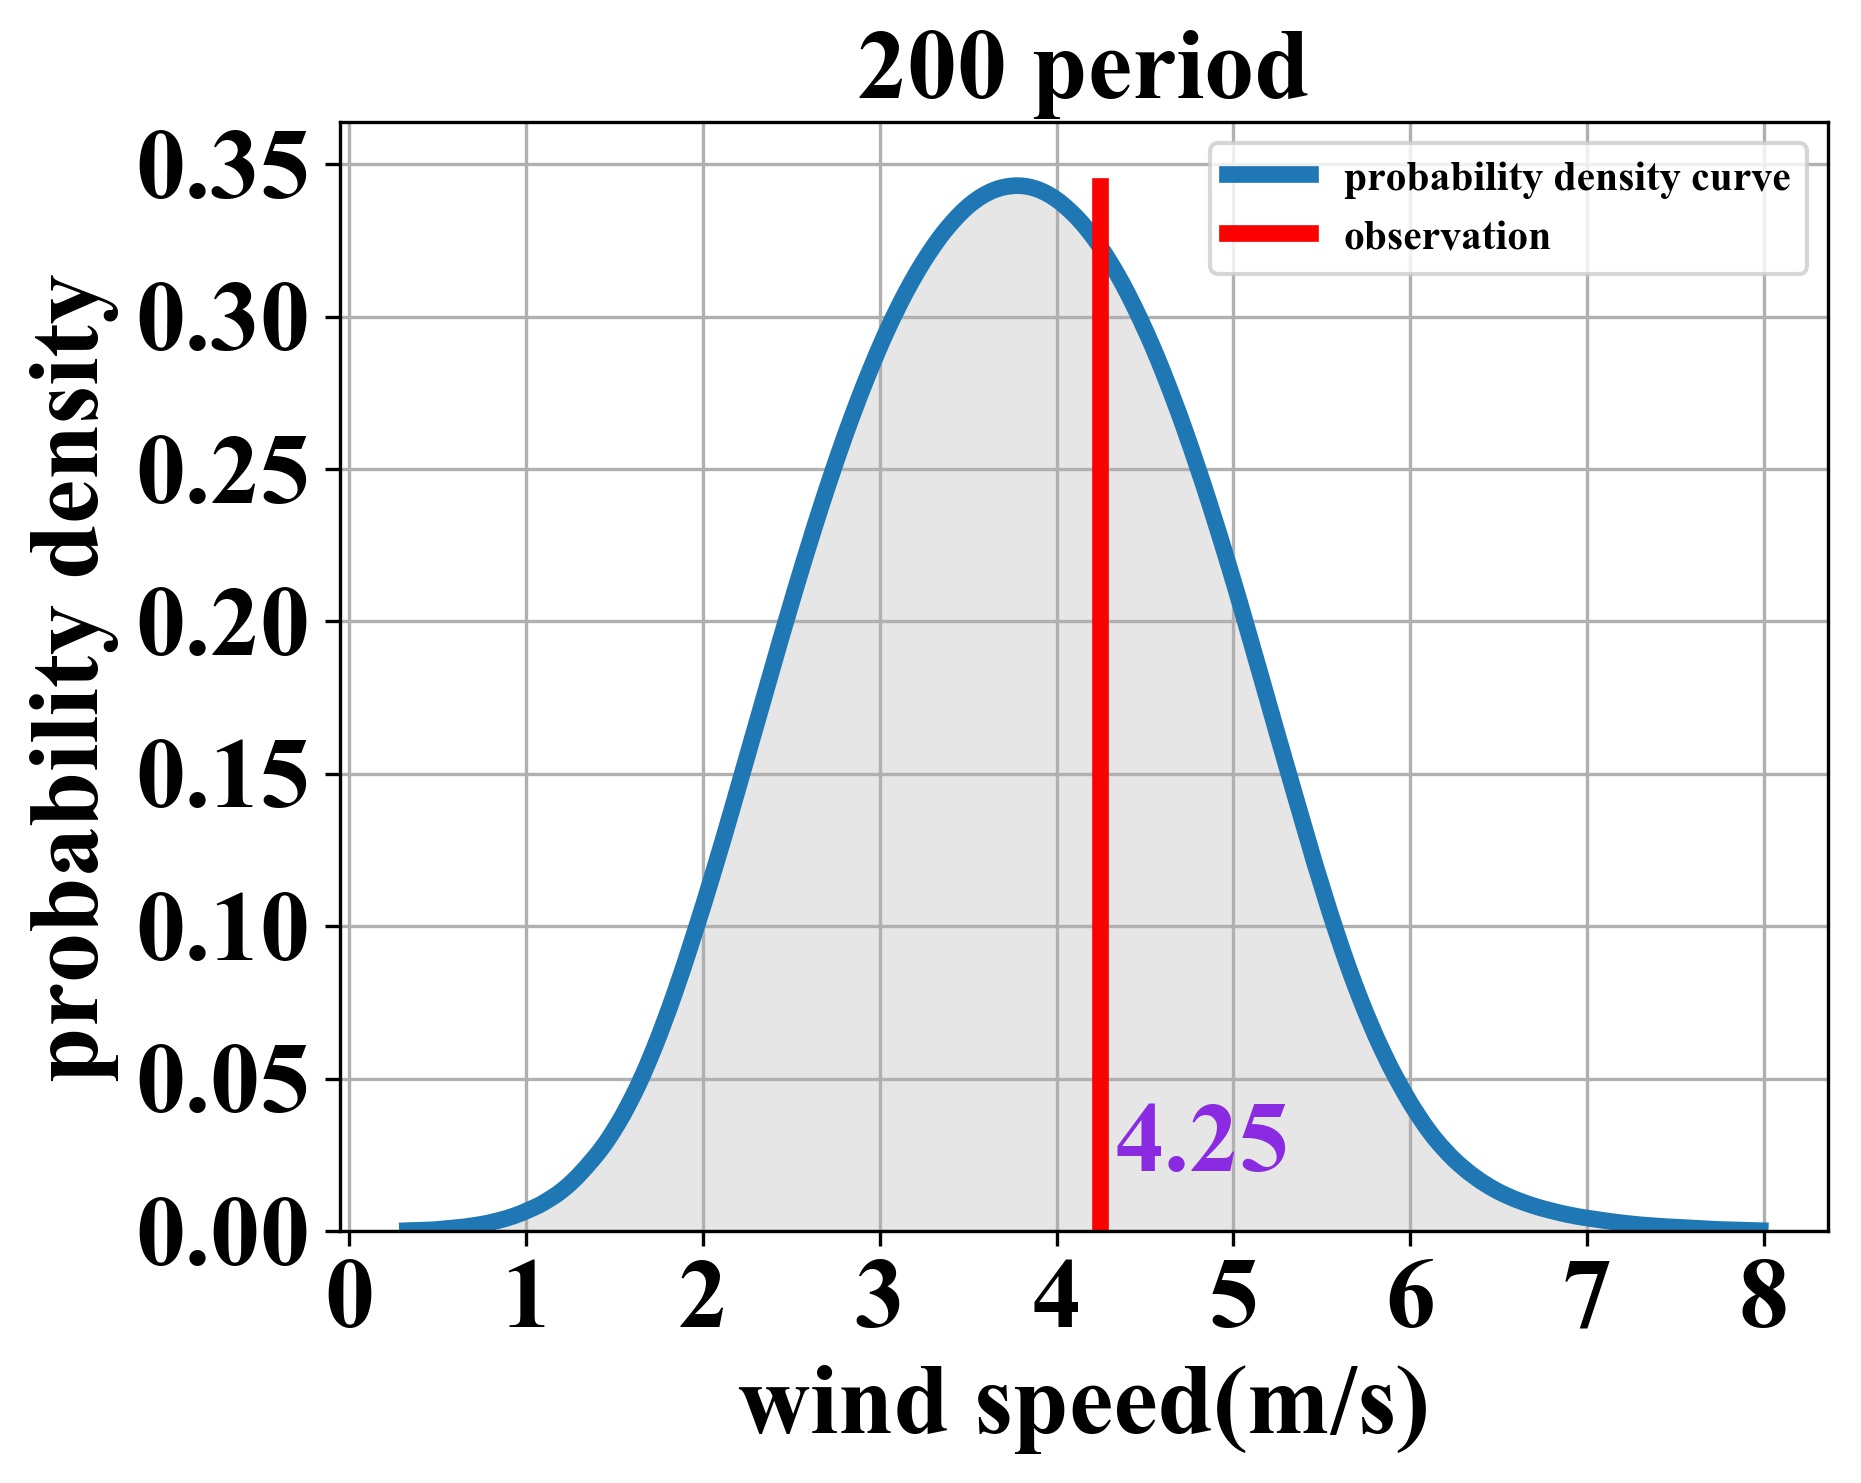 200 period
probability density
0.35
0.30
0.25
0.20
0.15
0.10
0.05
0.00
probability density curve
observation
4.25
0 1 2 3 4 5 6 7 8
wind speed(m/s)